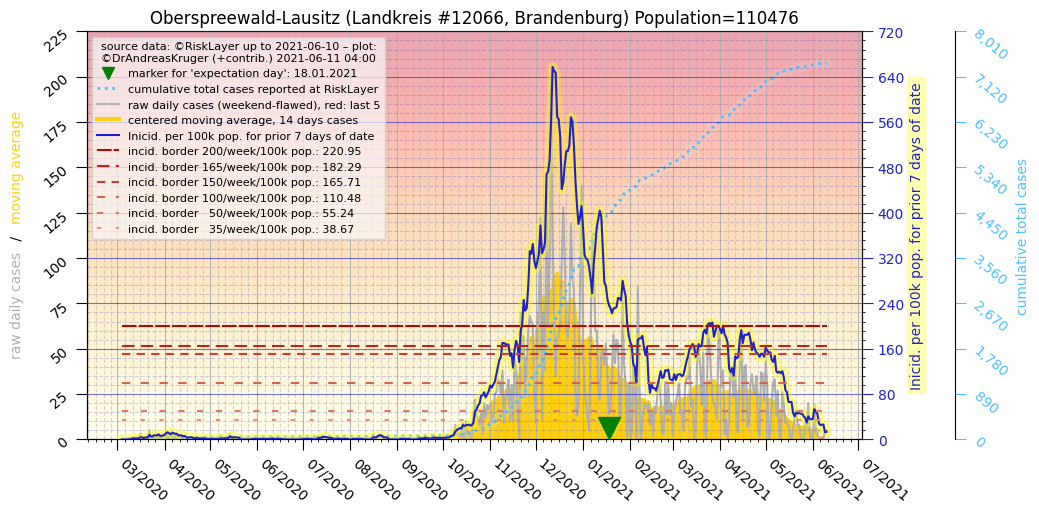 Oberspreewald-Lausitz (Landkreis #12066, Brandenburg) Population=110476
source data: ©RiskLayer up to 2021-06-10 – plot:
©DrAndreasKruger (+contrib.) 2021-06-11 04:00
marker for 'expectation day': 18.01.2021
cumulative total cases reported at RiskLayer
raw daily cases (weekend-flawed), red: last 5
centered moving average, 14 days cases
Inicid. per 100k pop. for prior 7 days of date
incid. border 200/week/100k pop.: 220.95
incid. border 165/week/100k pop.: 182.29
incid. border 150/week/100k pop.: 165.71
incid. border 100/week/100k pop.: 110.48
incid. border   50/week/100k pop.: 55.24
incid. border   35/week/100k pop.: 38.67
raw daily cases / moving average
225
200
175
150
125
100
75
50
25
0
03/2020
04/2020
05/2020
06/2020
07/2020
08/2020
09/2020
10/2020
11/2020
12/2020
01/2021
02/2021
03/2021
04/2021
05/2021
06/2021
07/2021
720
640
560
480
400
320
240
160
80
0
Inicid. per 100k pop. for prior 7 days of date
8,010
7,120
6,230
5,340
4,450
3,560
2,670
1,780
890
0
cumulative total cases